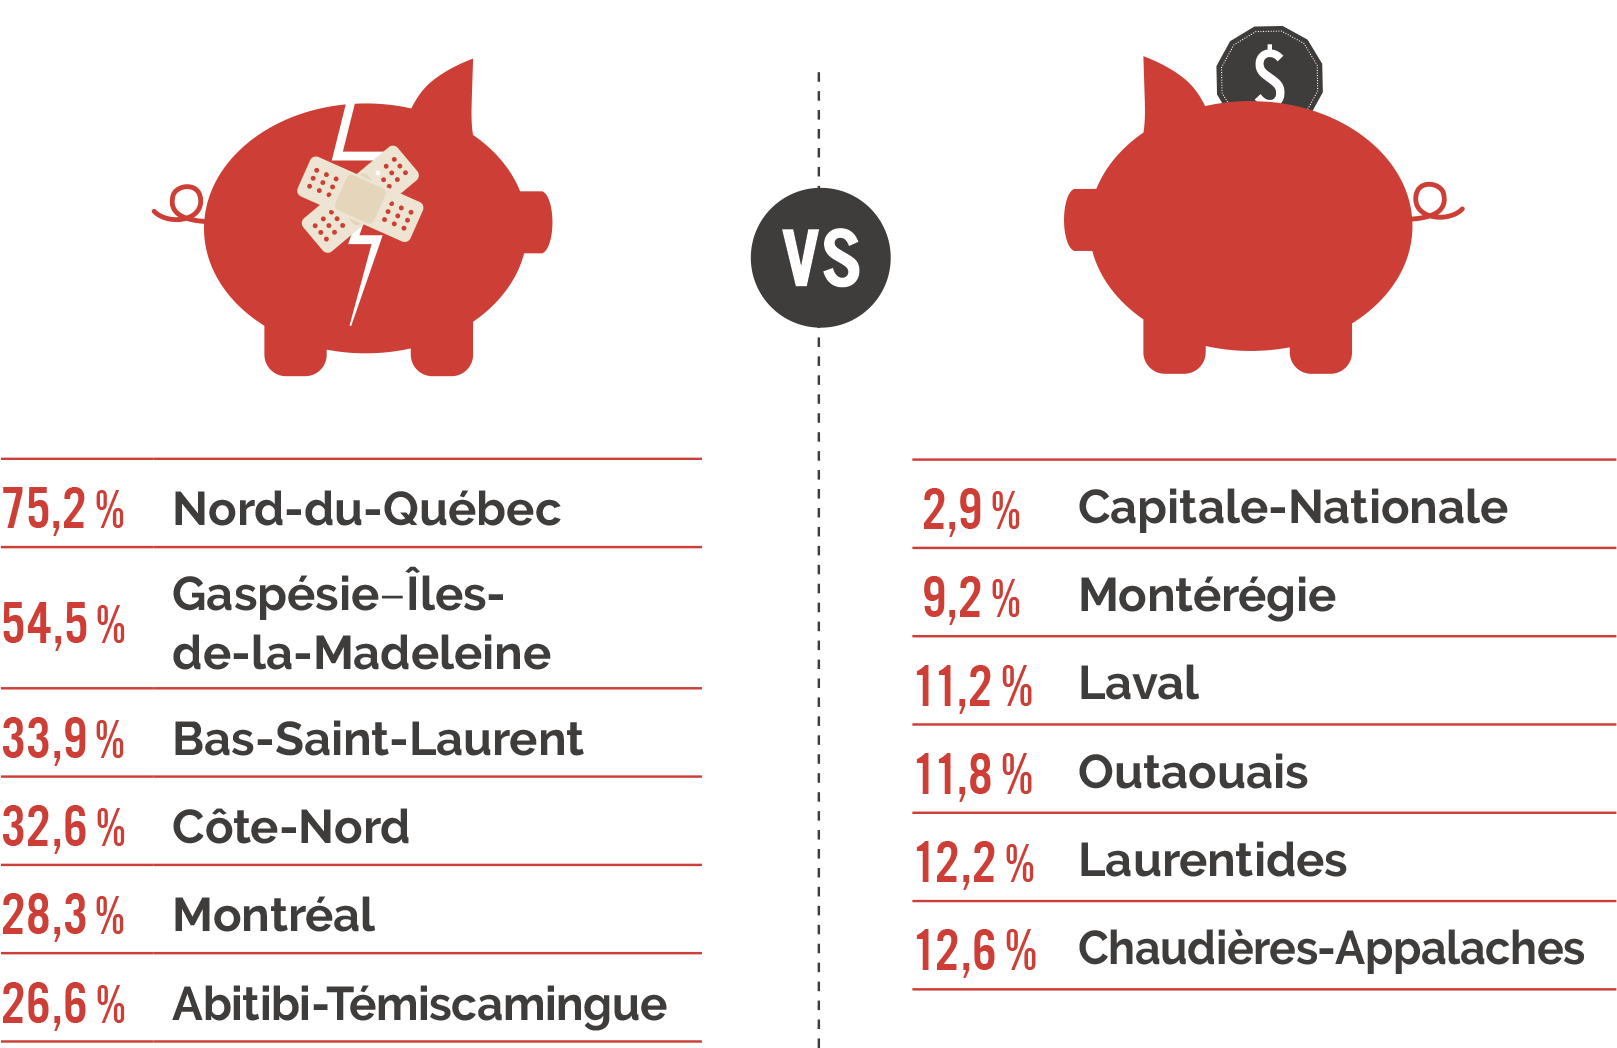 $
VS
75,2 % Nord-du-Québec
54,5 % Gaspésie–Îles-
de-la-Madeleine
33,9 % Bas-Saint-Laurent
32,6 % Côte-Nord
28,3 % Montréal
26,6 % Abitibi-Témiscamingue
2,9 % Capitale-Nationale
9,2 % Montérégie
11,2 % Laval
11,8 % Outaouais
12,2 % Laurentides
12,6 % Chaudières-Appalaches